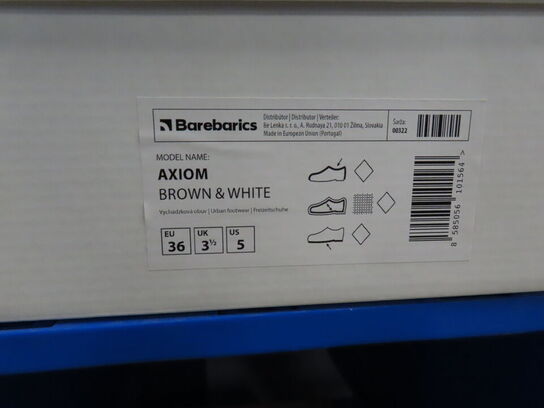 Barebarics
Distribútor | Distributor | Verteiler:
Be Lenka s. r. o., A. Rudnaya 21, 010 01 Žilina, Slovakia
Made in European Union (Portugal)
Šarža:
00322
MODEL NAME:
AXIOM
BROWN & WHITE
Vychádzková obuv | Urban footwear | Freizeitschuhe
EU
36
UK
3½
US
5
8 585056 101564 >